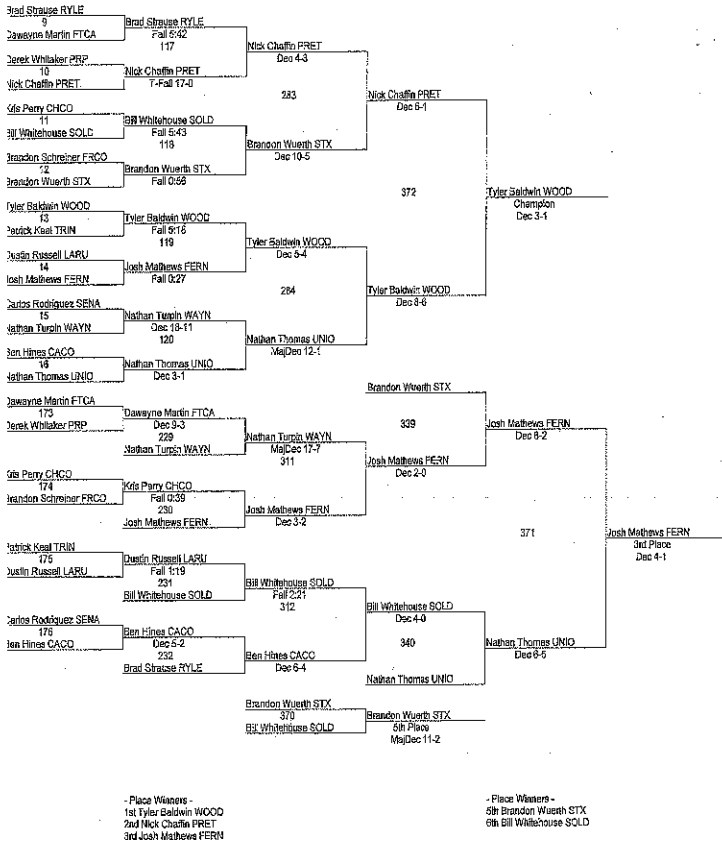 Brad Strause RYLE
9
Dawayne Martin FTCA
Brad Strause RYLE
Fall 5:42
117
Derek Whitaker PRP
10
Nick Chaffin PRET
Nick Chaffin PRET
T-Fall 17-0
Nick Chaffin PRET
Dec 4-3
283
Kris Perry CHCO
11
Bill Whitehouse SOLD
Bill Whitehouse SOLD
Fall 5:43
118
Brandon Schreiner FRCO
12
Brandon Wuerth STX
Brandon Wuerth STX
Fall 0:56
Brandon Wuerth STX
Dec 10-5
Nick Chaffin PRET
Dec 6-1
372
Tyler Baldwin WOOD
Champion
Dec 3-1
Tyler Baldwin WOOD
13
Patrick Keal TRIN
Tyler Baldwin WOOD
Fall 5:18
119
Dustin Russell LARU
14
Josh Mathews FERN
Josh Mathews FERN
Fall 0:27
Tyler Baldwin WOOD
Dec 5-4
284
Tyler Baldwin WOOD
Dec 8-6
Carlos Rodriguez SENA
15
Nathan Turpin WAYN
Nathan Turpin WAYN
Dec 18-11
120
Ben Hines CACO
16
Nathan Thomas UNIO
Nathan Thomas UNIO
Dec 3-1
Nathan Thomas UNIO
MajDec 12-1
Dawayne Martin FTCA
173
Derek Whitaker PRP
Dawayne Martin FTCA
Dec 9-3
229
Nathan Turpin WAYN
Nathan Turpin WAYN
MajDec 17-7
311
Kris Perry CHCO
174
Brandon Schreiner FRCO
Kris Perry CHCO
Fall 0:39
230
Josh Mathews FERN
Josh Mathews FERN
Dec 3-2
Brandon Wuerth STX
339
Josh Mathews FERN
Dec 2-0
Josh Mathews FERN
Dec 6-2
371
Josh Mathews FERN
3rd Place
Dec 4-1
Patrick Keal TRIN
175
Dustin Russell LARU
Dustin Russell LARU
Fall 1:19
231
Bill Whitehouse SOLD
Bill Whitehouse SOLD
Fall 2:21
312
Carlos Rodriguez SENA
176
Ben Hines CACO
Ben Hines CACO
Dec 5-2
232
Brad Strause RYLE
Ben Hines CACO
Dec 6-4
Bill Whitehouse SOLD
Dec 4-0
340
Nathan Thomas UNIO
Nathan Thomas UNIO
Dec 6-5
Brandon Wuerth STX
370
Bill Whitehouse SOLD
Brandon Wuerth STX
5th Place
MajDec 11-2
- Place Winners -
1st Tyler Baldwin WOOD
2nd Nick Chaffin PRET
3rd Josh Mathews FERN
- Place Winners -
5th Brandon Wuerth STX
6th Bill Whitehouse SOLD